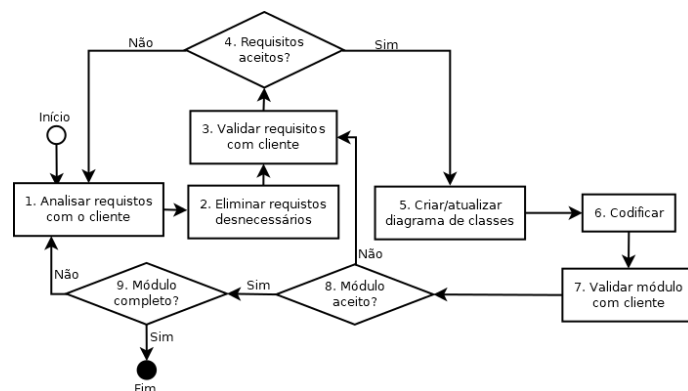 Não
4. Requisitos
aceitos?
Sim
Início
3. Validar requisitos
com cliente
1. Analisar requistos
com o cliente
2. Eliminar requistos
desnecessários
5. Criar/atualizar
diagrama de classes
6. Codificar
Não
9. Módulo
completo?
Sim
8. Módulo
aceito?
Não
7. Validar módulo
com cliente
Sim
Fim